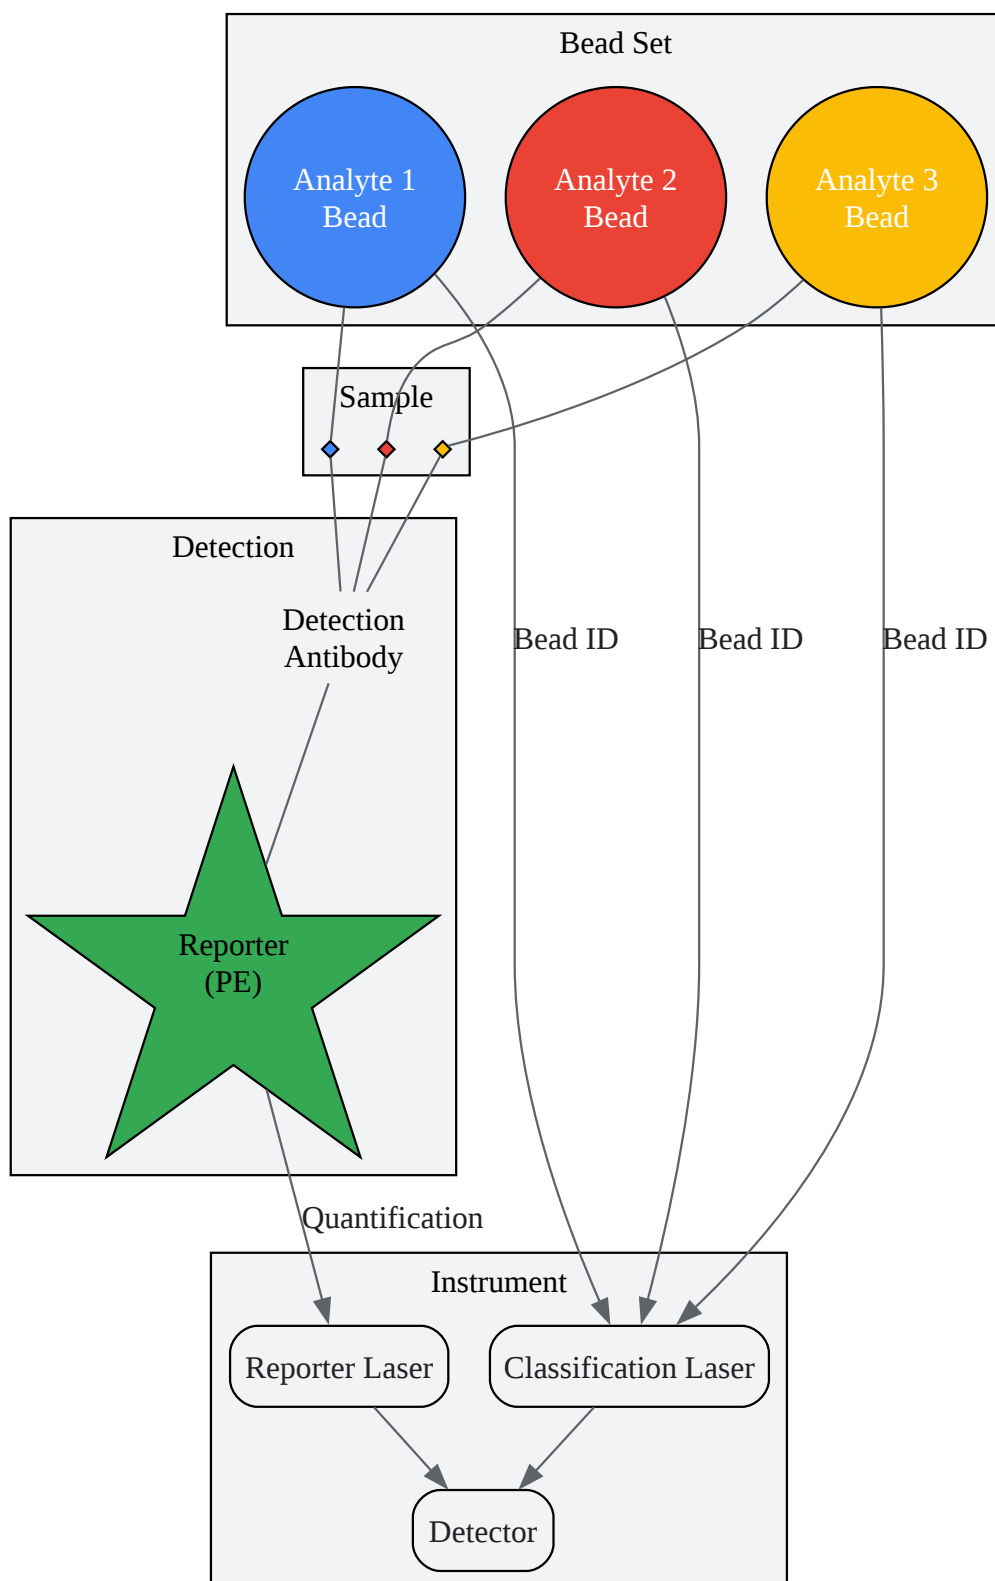 Bead Set
Analyte 1
Bead
Analyte 2
Bead
Analyte 3
Bead
Sample
Detection
Detection
Antibody
Bead ID
Bead ID
Bead ID
Reporter
(PE)
Quantification
Instrument
Reporter Laser
Classification Laser
Detector